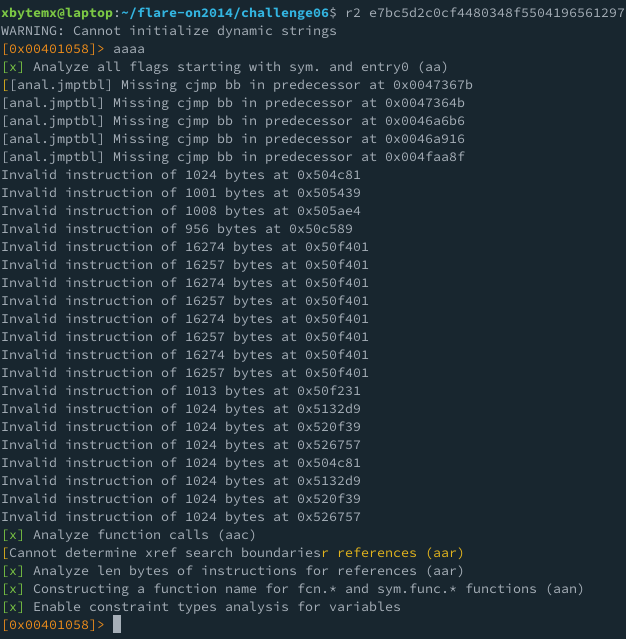 xbytemx@laptop:~/flare-on2014/challenge06$ r2 e7bc5d2c0cf4480348f5504196561297
WARNING: Cannot initialize dynamic strings
[0x00401058]> aaaa
[x] Analyze all flags starting with sym. and entry0 (aa)
[[anal.jmptbl] Missing cjmp bb in predecessor at 0x0047367b
[anal.jmptbl] Missing cjmp bb in predecessor at 0x0047364b
[anal.jmptbl] Missing cjmp bb in predecessor at 0x0046a6b6
[anal.jmptbl] Missing cjmp bb in predecessor at 0x0046a916
[anal.jmptbl] Missing cjmp bb in predecessor at 0x004faa8f
Invalid instruction of 1024 bytes at 0x504c81
Invalid instruction of 1001 bytes at 0x505439
Invalid instruction of 1008 bytes at 0x505ae4
Invalid instruction of 956 bytes at 0x50c589
Invalid instruction of 16274 bytes at 0x50f401
Invalid instruction of 16257 bytes at 0x50f401
Invalid instruction of 16274 bytes at 0x50f401
Invalid instruction of 16257 bytes at 0x50f401
Invalid instruction of 16274 bytes at 0x50f401
Invalid instruction of 16257 bytes at 0x50f401
Invalid instruction of 16274 bytes at 0x50f401
Invalid instruction of 16257 bytes at 0x50f401
Invalid instruction of 1013 bytes at 0x50f231
Invalid instruction of 1024 bytes at 0x5132d9
Invalid instruction of 1024 bytes at 0x520f39
Invalid instruction of 1024 bytes at 0x526757
Invalid instruction of 1024 bytes at 0x504c81
Invalid instruction of 1024 bytes at 0x5132d9
Invalid instruction of 1024 bytes at 0x520f39
Invalid instruction of 1024 bytes at 0x526757
[x] Analyze function calls (aac)
[Cannot determine xref search boundariesr references (aar)
[x] Analyze len bytes of instructions for references (aar)
[x] Constructing a function name for fcn.* and sym.func.* functions (aan)
[x] Enable constraint types analysis for variables
[0x00401058]>